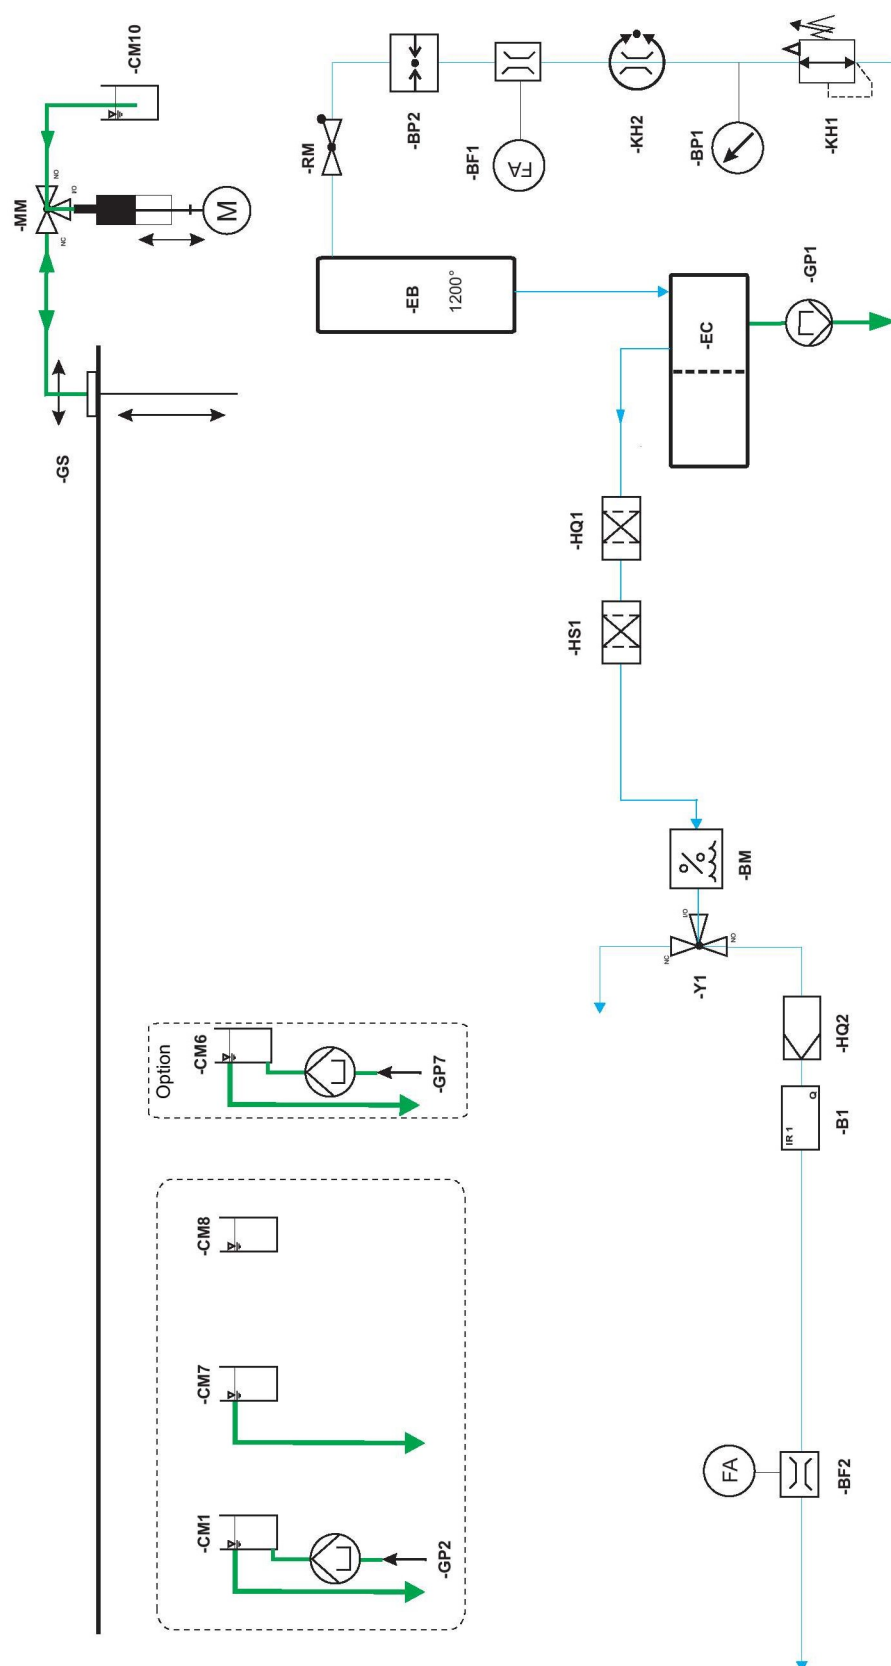 -CM10
-MM
NO
I/O
NC
M
-GS
-RM
-BP2
-BF1
FA
-KH2
-BP1
-KH1
-EB
1200°
-EC
-GP1
-HQ1
-HS1
-BM
%
-Y1
NC
I/O
NO
-HQ2
-B1
IR 1
Q
Option
-CM6
-GP7
-CM8
-CM7
-CM1
-GP2
FA
-BF2